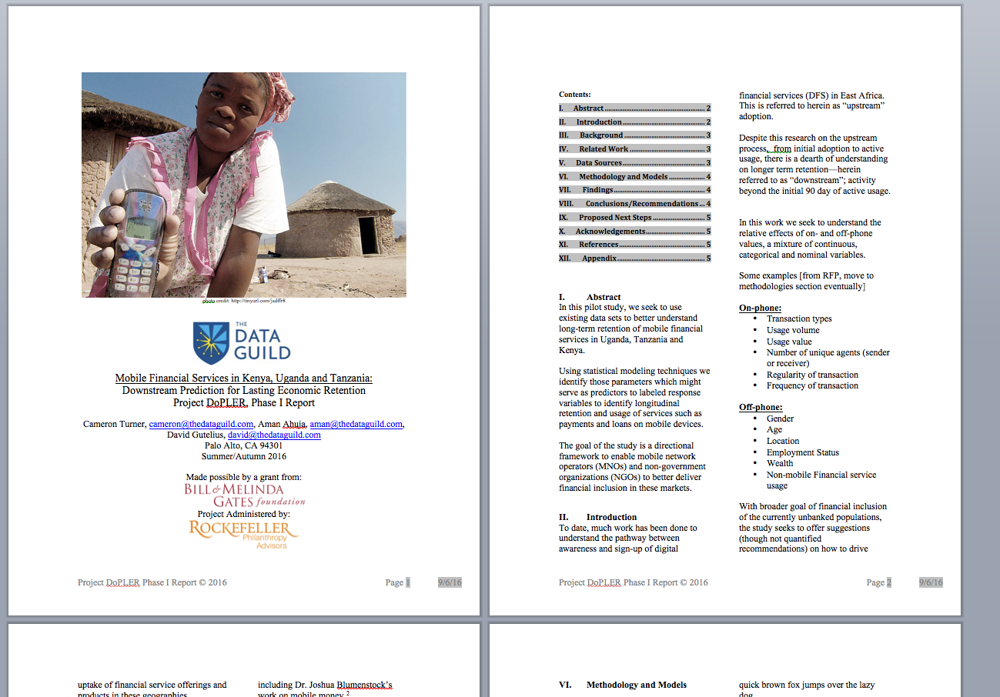 photo credit: http://tinyurl.com/jadffr8
THE
DATA
GUILD
Mobile Financial Services in Kenya, Uganda and Tanzania:
Downstream Prediction for Lasting Economic Retention
Project DoPLER, Phase I Report
Cameron Turner, cameron@thedataguild.com, Aman Ahuja, aman@thedataguild.com,
David Gutelius, david@thedataguild.com
Palo Alto, CA 94301
Summer/Autumn 2016
Made possible by a grant from:
BILL & MELINDA
GATES foundation
Project Administered by:
ROCKEFELLER
Philanthropy
Advisors
Project DoPLER Phase I Report © 2016 Page 1 9/6/16
Contents:
I. Abstract 2
II. Introduction 2
III. Background 3
IV. Related Work 3
V. Data Sources 3
VI. Methodology and Models 4
VII. Findings 4
VIII. Conclusions/Recommendations 4
IX. Proposed Next Steps 5
X. Acknowledgements 5
XI. References 5
XII. Appendix 5
I. Abstract
In this pilot study, we seek to use
existing data sets to better understand
long-term retention of mobile financial
services in Uganda, Tanzania and
Kenya.
Using statistical modeling techniques we
identify those parameters which might
serve as predictors to labeled response
variables to identify longitudinal
retention and usage of services such as
payments and loans on mobile devices.
The goal of the study is a directional
framework to enable mobile network
operators (MNOs) and non-government
organizations (NGOs) to better deliver
financial inclusion in these markets.
II. Introduction
To date, much work has been done to
understand the pathway between
awareness and sign-up of digital
financial services (DFS) in East Africa.
This is referred to herein as “upstream”
adoption.
Despite this research on the upstream
process, from initial adoption to active
usage, there is a dearth of understanding
on longer term retention—herein
referred to as “downstream”; activity
beyond the initial 90 day of active usage.
In this work we seek to understand the
relative effects of on- and off-phone
values, a mixture of continuous,
categorical and nominal variables.
Some examples [from RFP, move to
methodologies section eventually]
On-phone:
• Transaction types
• Usage volume
• Usage value
• Number of unique agents (sender
or receiver)
• Regularity of transaction
• Frequency of transaction
Off-phone:
• Gender
• Age
• Location
• Employment Status
• Wealth
• Non-mobile Financial service
usage
With broader goal of financial inclusion
of the currently unbanked populations,
the study seeks to offer suggestions
(though not quantified
recommendations) on how to drive
Project DoPLER Phase I Report © 2016 Page 2 9/6/16
uptake of financial service offerings and
products in these geographies
including Dr. Joshua Blumenstock’s
work on mobile money. 2
VI. Methodology and Models
quick brown fox jumps over the lazy
dog